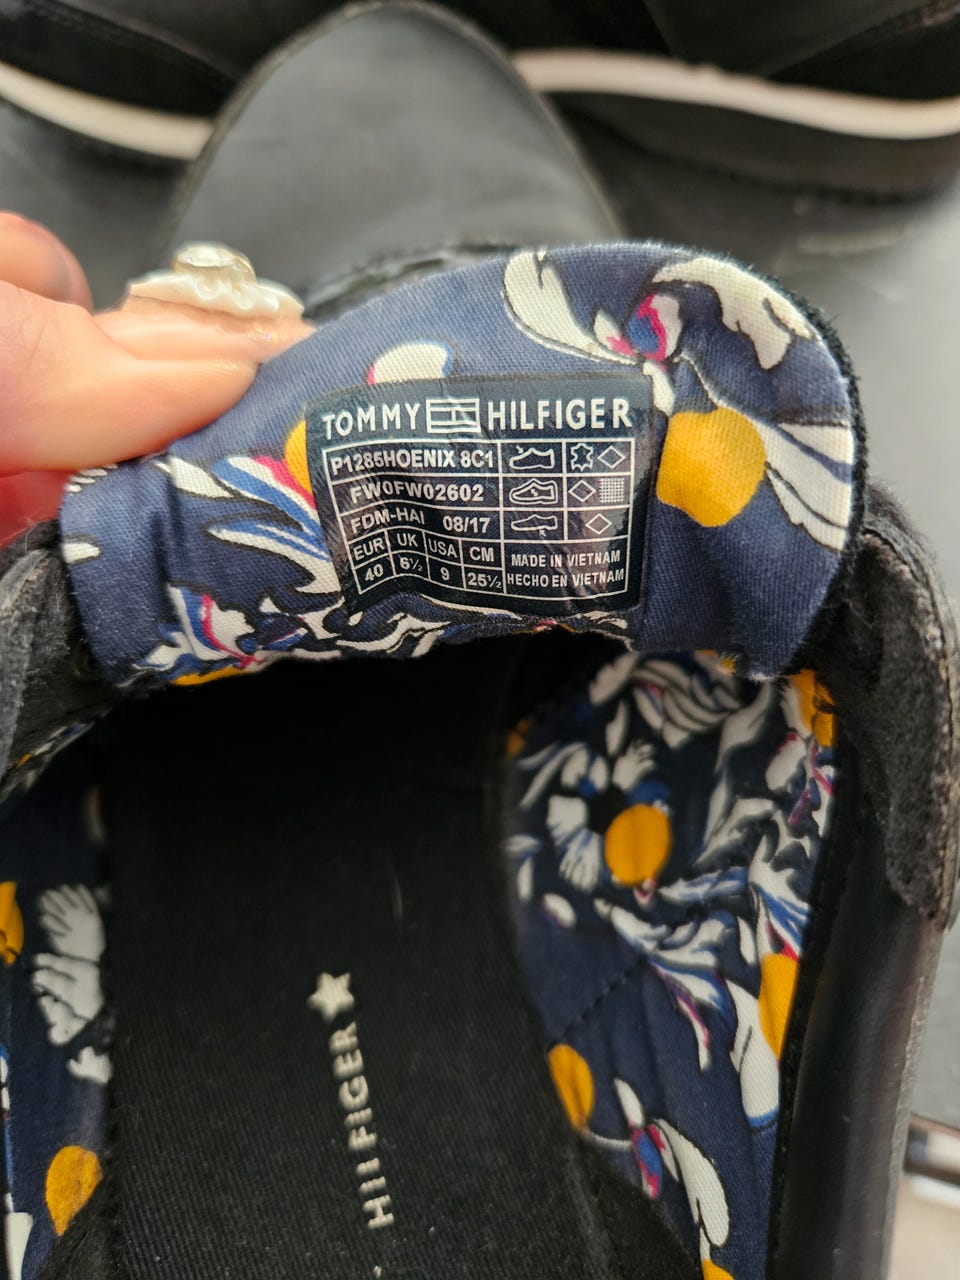 TOMMY HILFIGER
P1285HOENIX 8C1
FW0FW02602
FDM-HAI 08/17
EUR UK USA CM
40 6½ 9 25½
MADE IN VIETNAM
HECHO EN VIETNAM
HILFIGER